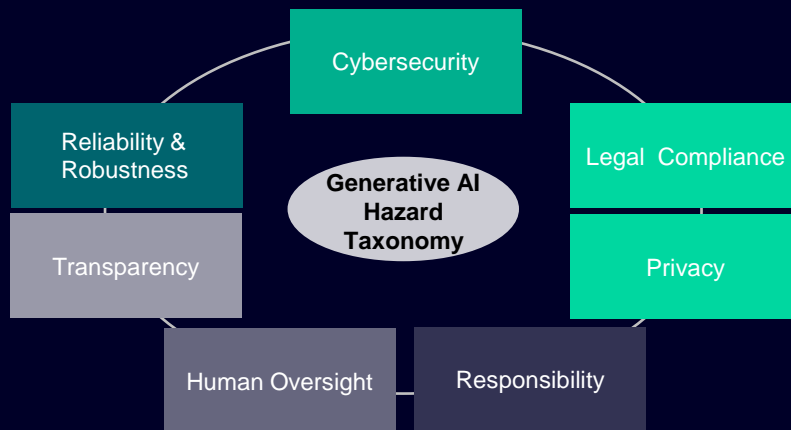 Cybersecurity
Reliability &
Robustness
Legal Compliance
Generative AI
Hazard
Taxonomy
Transparency
Privacy
Human Oversight
Responsibility